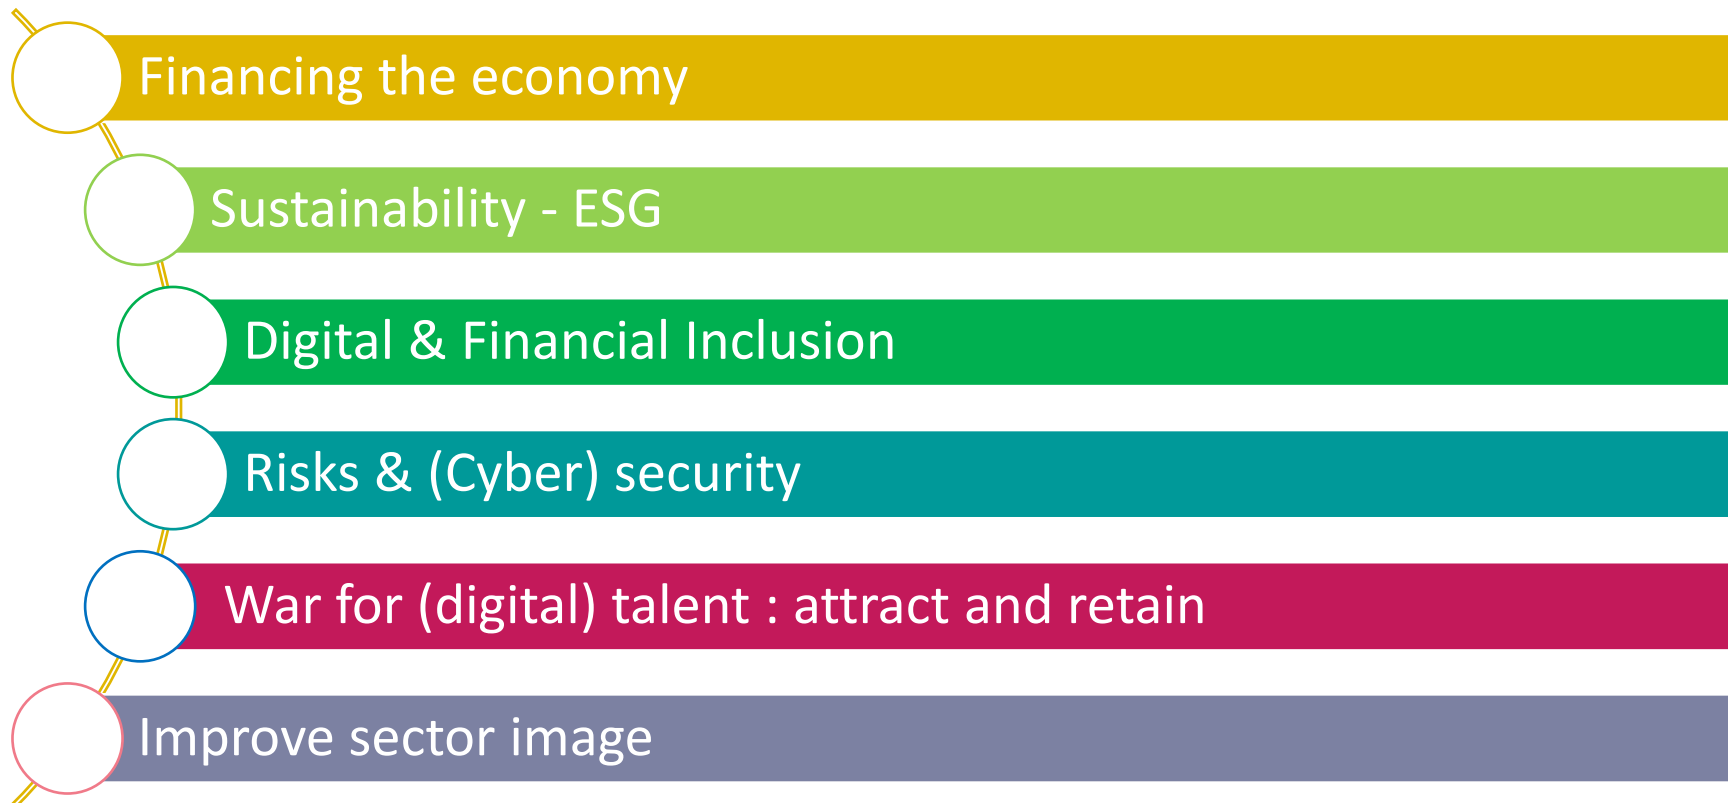 Financing the economy
Sustainability - ESG
Digital & Financial Inclusion
Risks & (Cyber) security
War for (digital) talent : attract and retain
Improve sector image